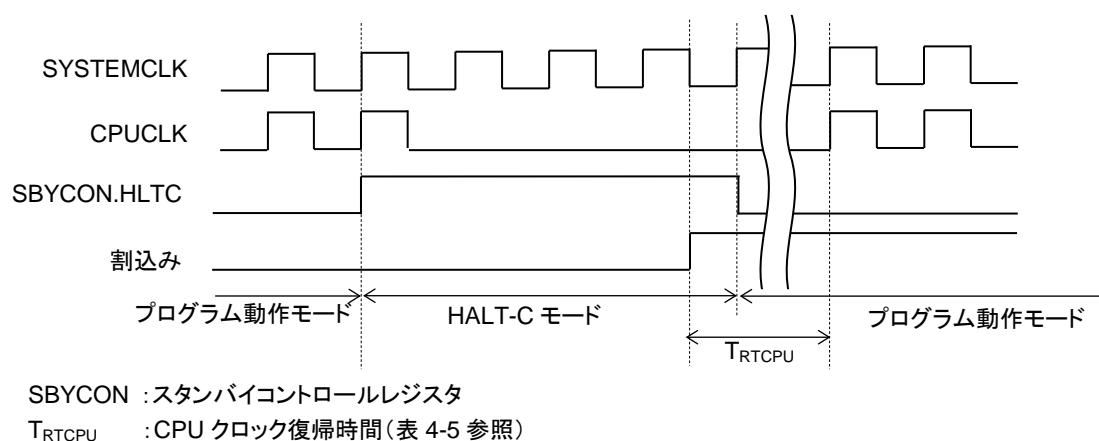 SYSTEMCLK
CPUCLK
SBYCON.HLTC
割込み
プログラム動作モード
HALT-C モード
プログラム動作モード
TRTCPU
SBYCON :スタンバイコントロールレジスタ
TRTCPU :CPU クロック復帰時間(表 4-5 参照)